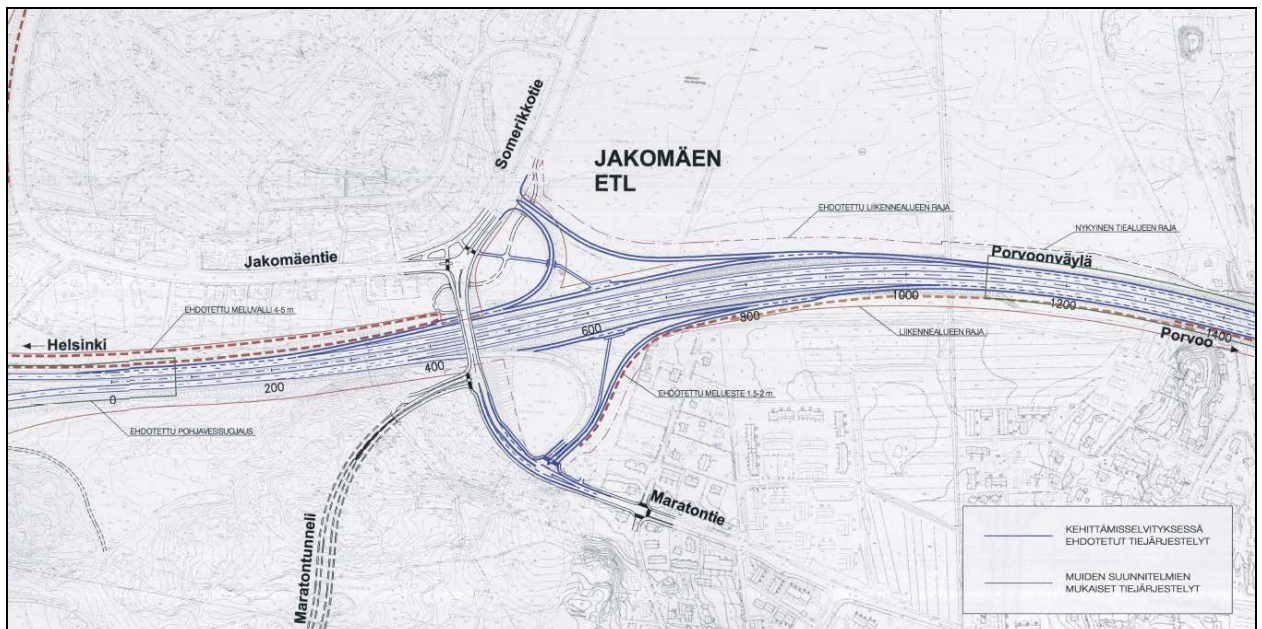 Somerikkotie
JAKOMÄEN
ETL
EHDOTETTU LIIKENNEALUEEN RAJA
NYKYINEN TIEALUEEN RAJA
Jakomäentie
Porvoonväylä
EHDOTETTU MELUVALLI 4-5 m
Helsinki
0
200
400
600
800
1000
1200
1400
Porvoo
LIIKENNEALUEEN RAJA
EHDOTETTU MELUESTE 1.5-2 m
EHDOTETTU POHJAVESISUOJAUS
Maratontie
Maratontunneli
KEHITTÄMISSELVITYKSESSÄ
EHDOTETUT TIEJÄRJESTELYT
MUIDEN SUUNNITELMIEN
MUKAISET TIEJÄRJESTELYT